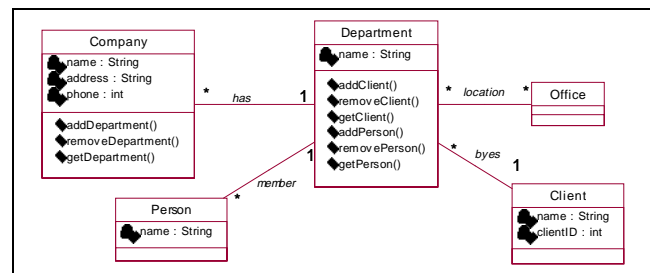 Company
name : String
address : String
phone : int
addDepartment()
removeDepartment()
getDepartment()
* has 1
Department
name : String
addClient()
removeClient()
getClient()
addPerson()
removePerson()
getPerson()
* location *
Office
1
member
*
Person
name : String
*
byes
1
Client
name : String
clientID : int